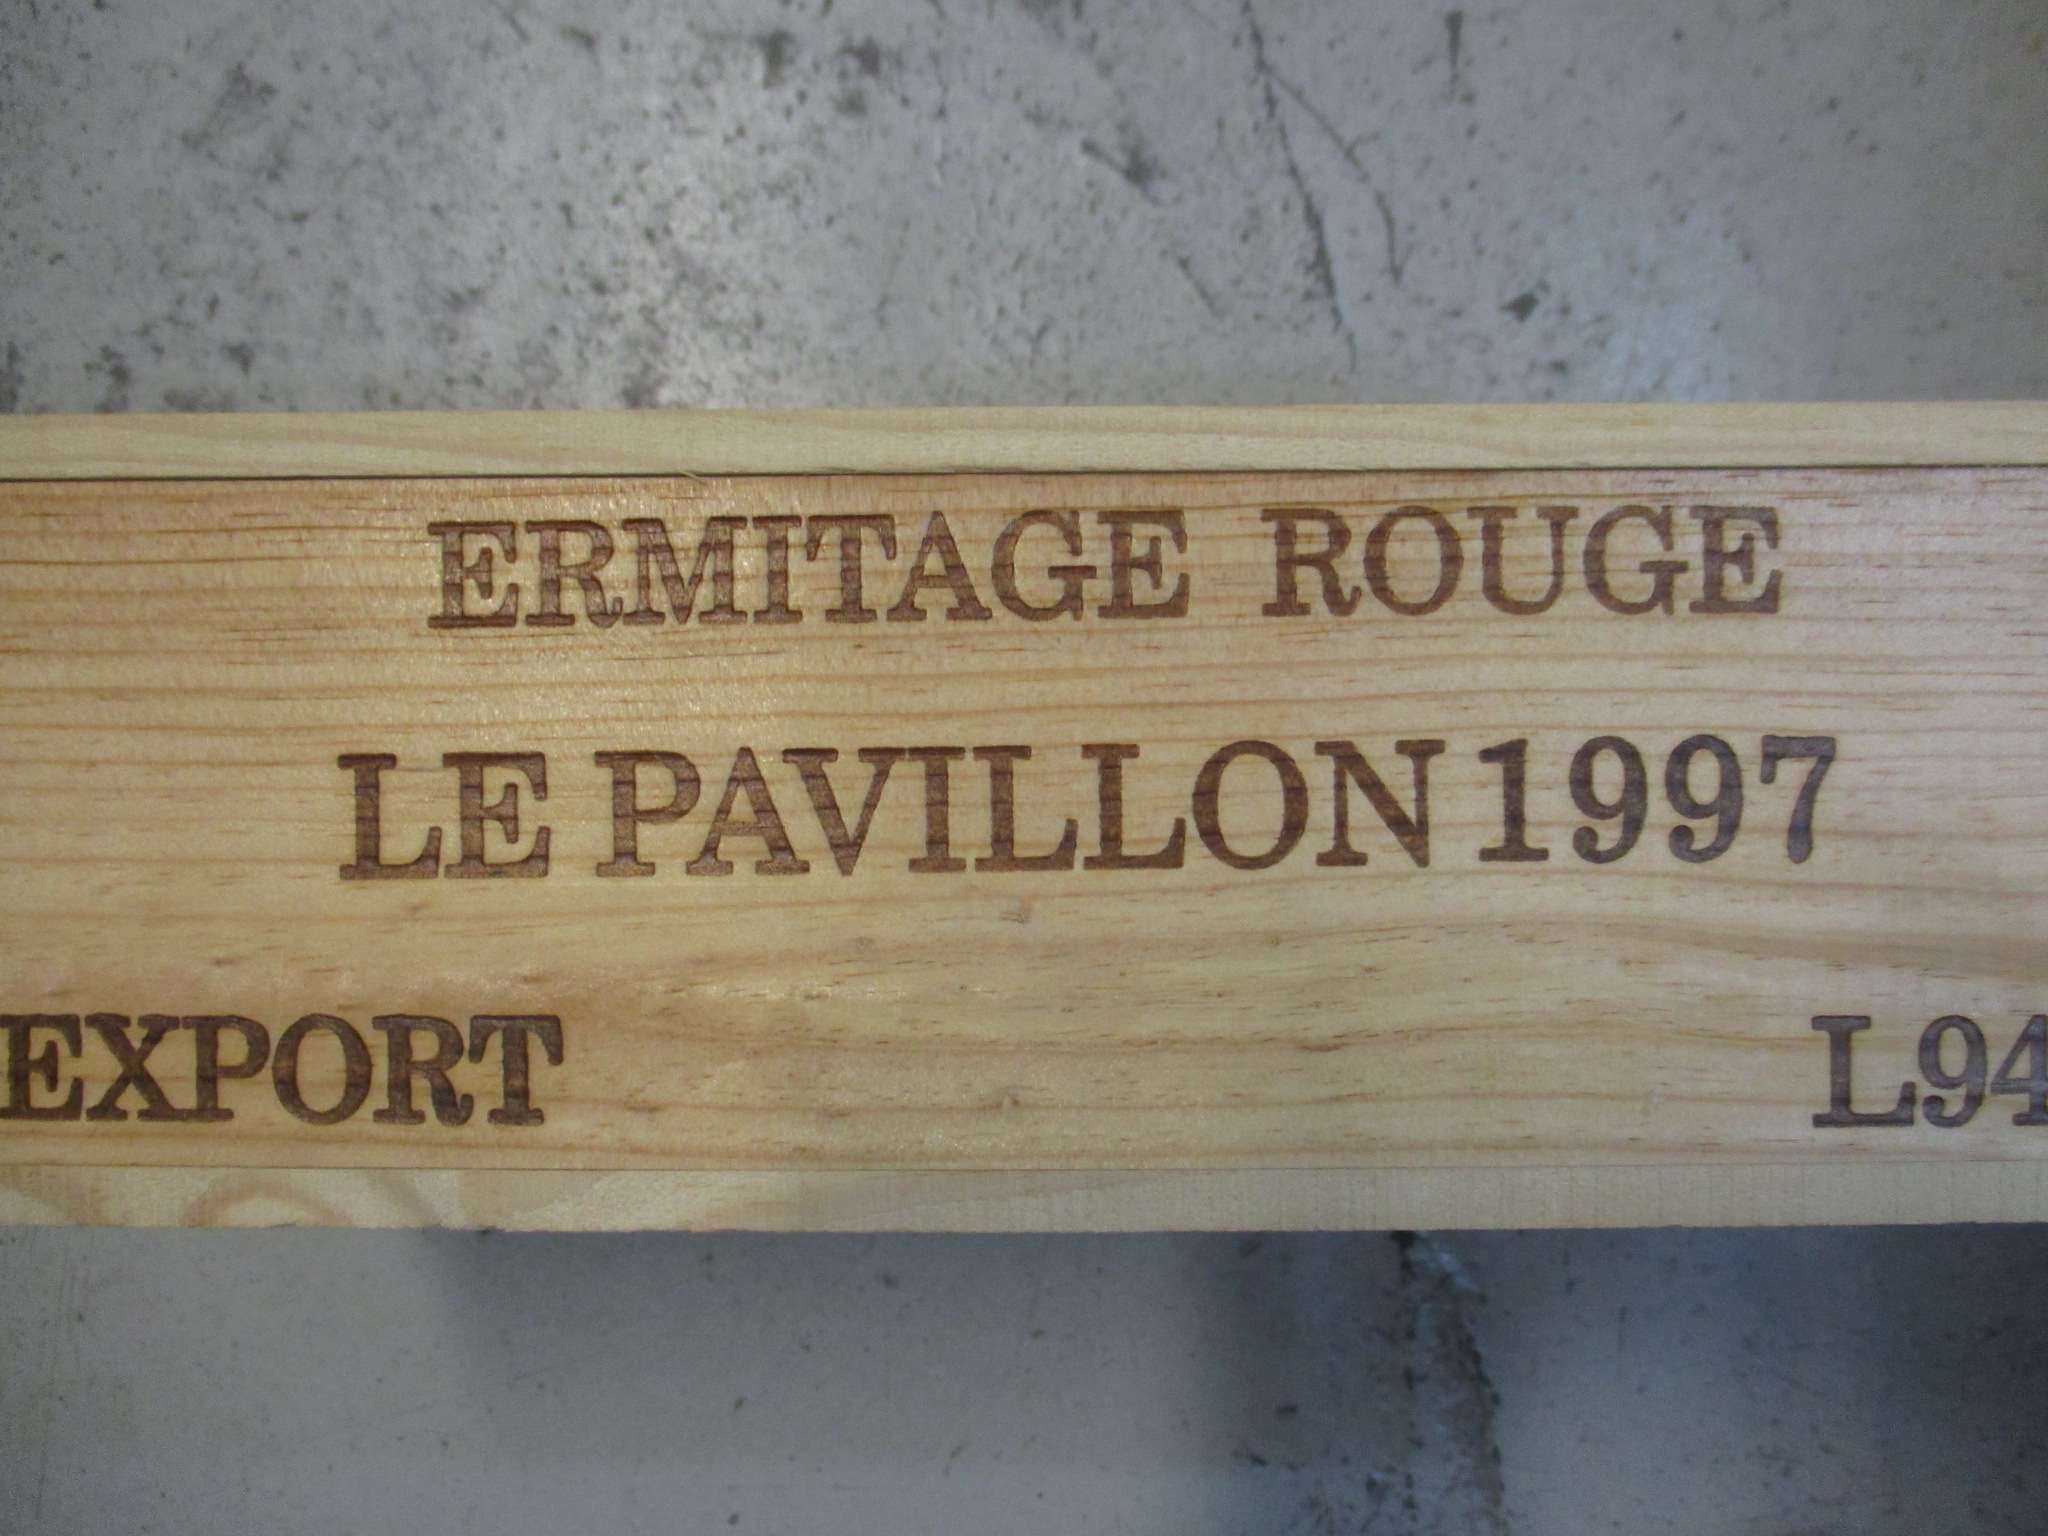 ERMITAGE ROUGE
LE PAVILLON 1997
EXPORT L94